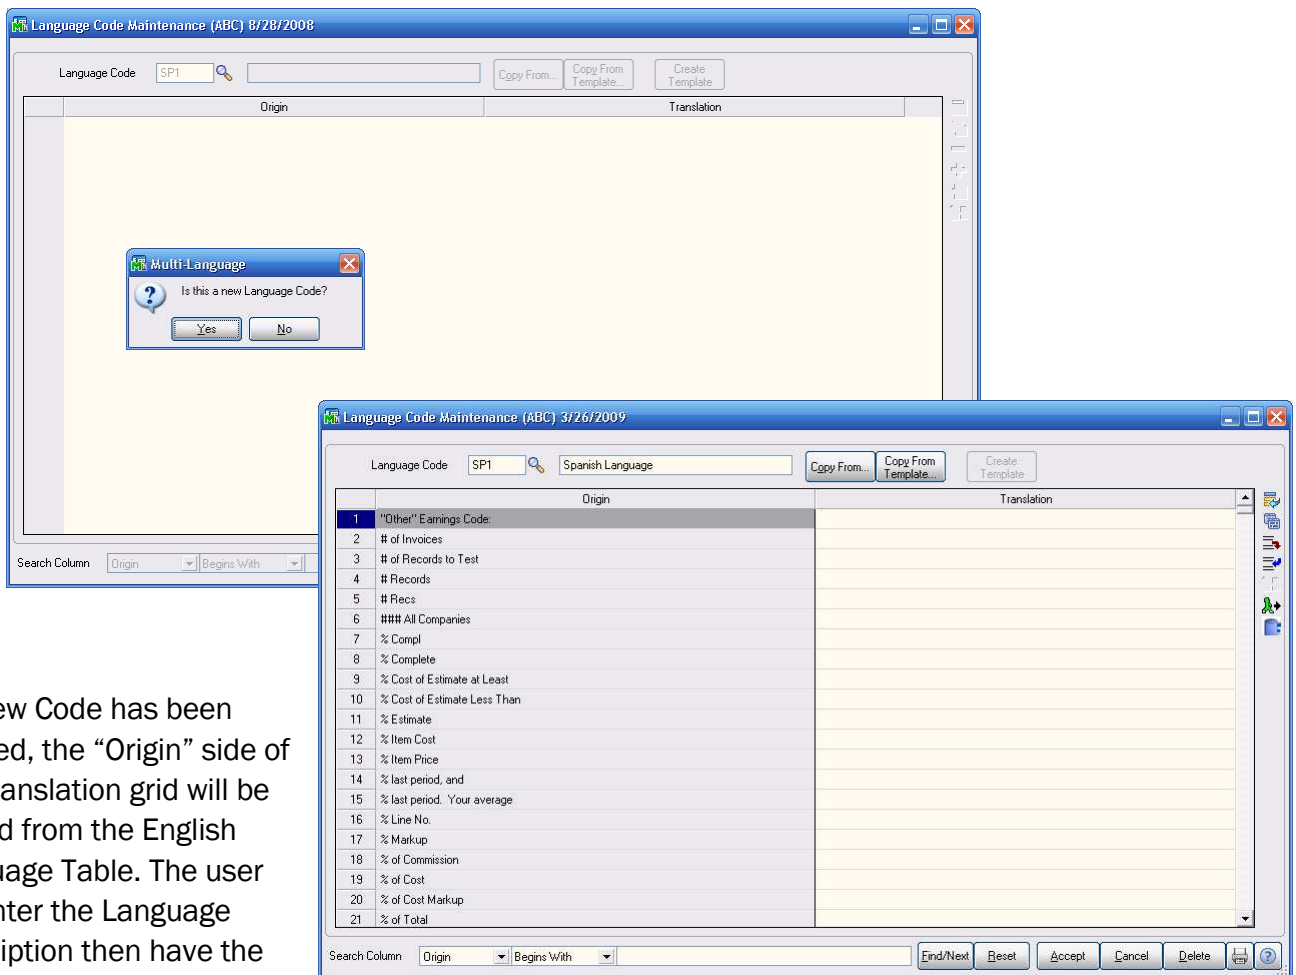 Language Code Maintenance (ABC) 8/28/2008
Language Code SP1 Copy From... Copy From Template... Create Template
Origin Translation
Multi-Language
Is this a new Language Code?
Yes No
Search Column Origin Begins With
Language Code Maintenance (ABC) 3/26/2009
Language Code SP1 Spanish Language Copy From... Copy From Template... Create Template
Origin Translation
1 "Other" Earnings Code:
2 # of Invoices
3 # of Records to Test
4 # Records
5 # Recs
6 ### All Companies
7 % Compl
8 % Complete
9 % Cost of Estimate at Least
10 % Cost of Estimate Less Than
11 % Estimate
12 % Item Cost
13 % Item Price
14 % last period, and
15 % last period.  Your average
16 % Line No.
17 % Markup
18 % of Commission
19 % of Cost
20 % of Cost Markup
21 % of Total
Search Column Origin Begins With Find/Next Reset Accept Cancel Delete
ew Code has been
ed, the “Origin” side of
ranslation grid will be
d from the English
uage Table. The user
nter the Language
iption then have the